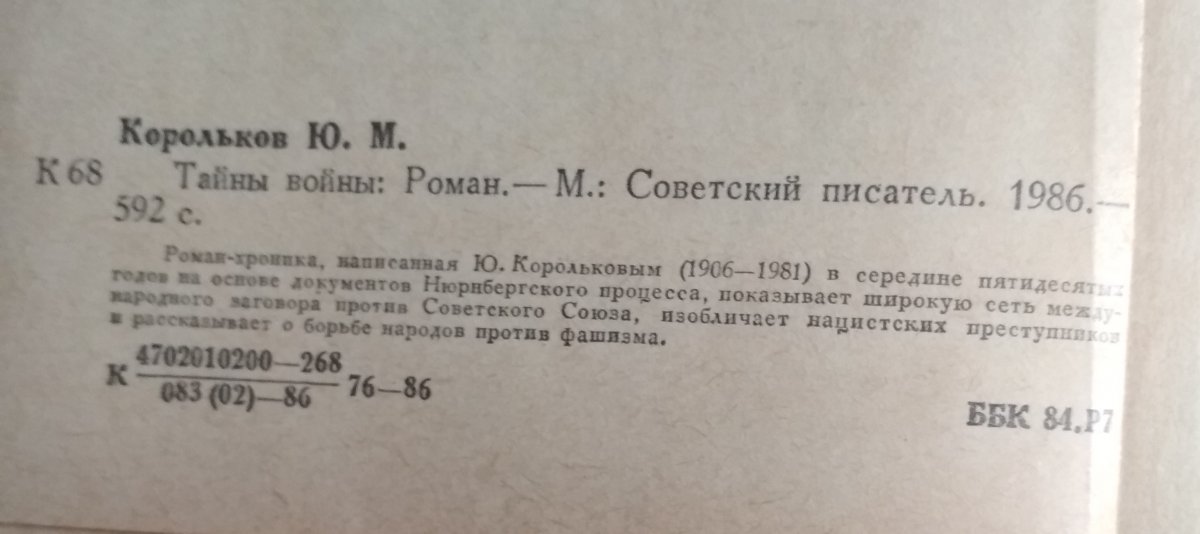 Корольков Ю. М.
К 68 Тайны войны: Роман.— М.: Советский писатель. 1986.—
592 с.
Роман-хроника, написанная Ю. Корольковым (1906—1981) в середине пятидесятых
годов на основе документов Нюрнбергского процесса, показывает широкую сеть между-
народного заговора против Советского Союза, изобличает нацистских преступников
и рассказывает о борьбе народов против фашизма.
К 4702010200—268 76—86
083 (02)—86
ББК 84.Р7